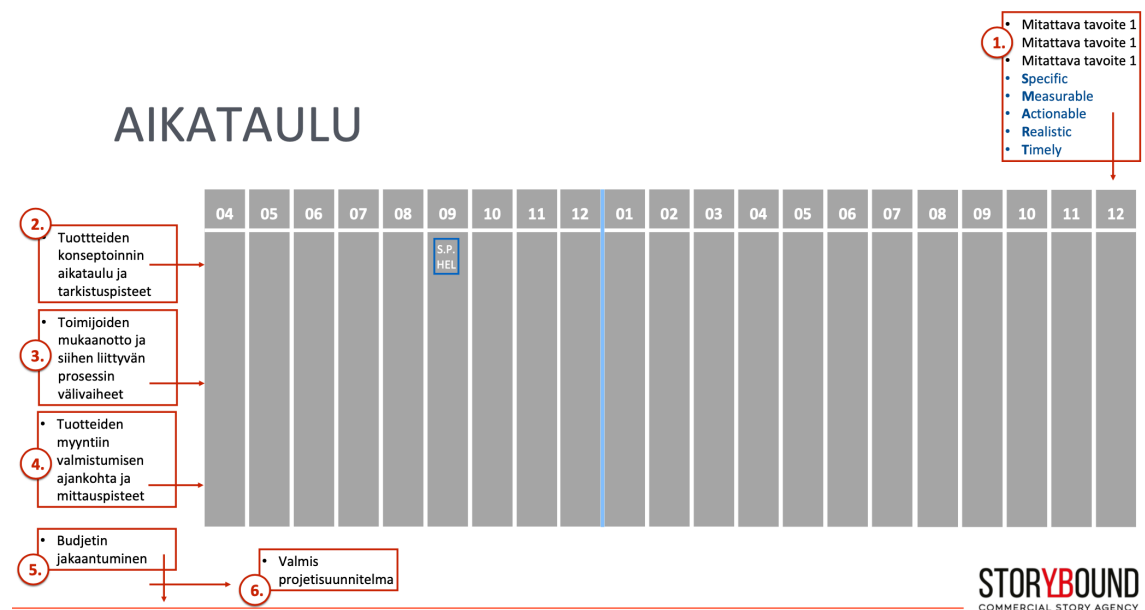 • Mitattava tavoite 1
1. Mitattava tavoite 1
• Mitattava tavoite 1
• Specific
• Measurable
• Actionable
• Realistic
• Timely
AIKATAULU
04 05 06 07 08 09 10 11 12 01 02 03 04 05 06 07 08 09 10 11 12
S.P.
HEL
2.
• Tuottteiden
konseptoinnin
aikataulu ja
tarkistuspisteet
3.
• Toimijoiden
mukaanotto ja
siihen liittyvän
prosessin
välivaiheet
4.
• Tuotteiden
myyntiin
valmistumisen
ajankohta ja
mittauspisteet
5.
• Budjetin
jakaantuminen
6.
• Valmis
projetisuunnitelma
STORYBOUND
COMMERCIAL STORY AGENCY